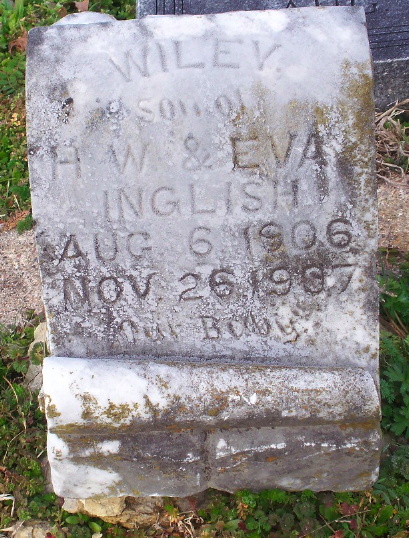 WILEY,
SON OF
H. W. & EVA
INGLISH
AUG. 6, 1906
NOV. 26, 1907
Our Baby